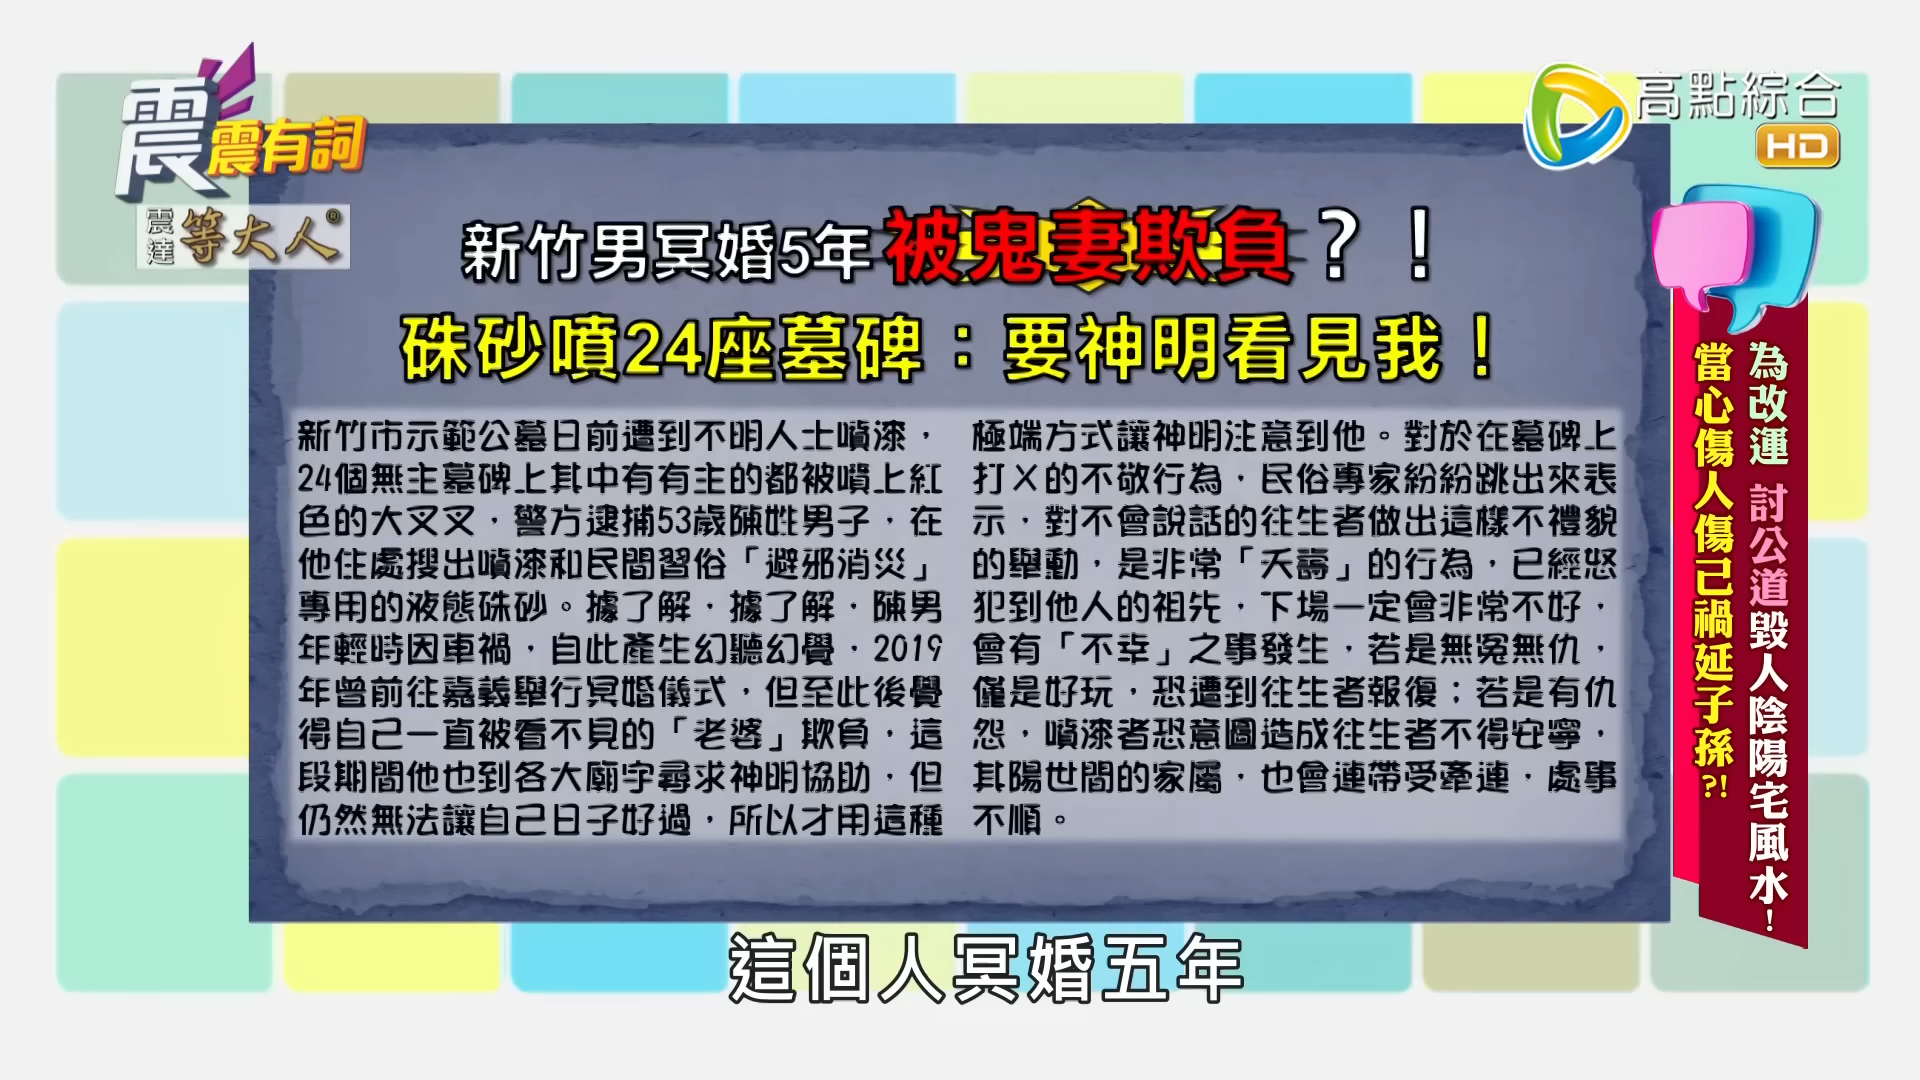 震
震有詞
震達 等大人®
高點綜合
HD
新竹男冥婚5年被鬼妻欺負？！
硃砂噴24座墓碑：要神明看見我！
新竹市示範公墓日前遭到不明人士噴漆，
24個無主墓碑上其中有有主的都被噴上紅
色的大叉叉，警方逮捕53歲陳姓男子，在
他住處搜出噴漆和民間習俗「避邪消災」
專用的液態硃砂。據了解，據了解，陳男
年輕時因車禍，自此產生幻聽幻覺，2019
年曾前往嘉義舉行冥婚儀式，但至此後覺
得自己一直被看不見的「老婆」欺負，這
段期間他也到各大廟宇尋求神明協助，但
仍然無法讓自己日子好過，所以才用這種
極端方式讓神明注意到他。對於在墓碑上
打X的不敬行為，民俗專家紛紛跳出來表
示，對不會說話的往生者做出這樣不禮貌
的舉動，是非常「夭壽」的行為，已經怒
犯到他人的祖先，下場一定會非常不好，
會有「不幸」之事發生，若是無冤無仇，
僅是好玩，恐遭到往生者報復；若是有仇
怨，噴漆者恐意圖造成往生者不得安寧，
其陽世間的家屬，也會連帶受牽連，處事
不順。
為改運 討公道毀人陰陽宅風水！
當心傷人傷己禍延子孫?!
這個人冥婚五年